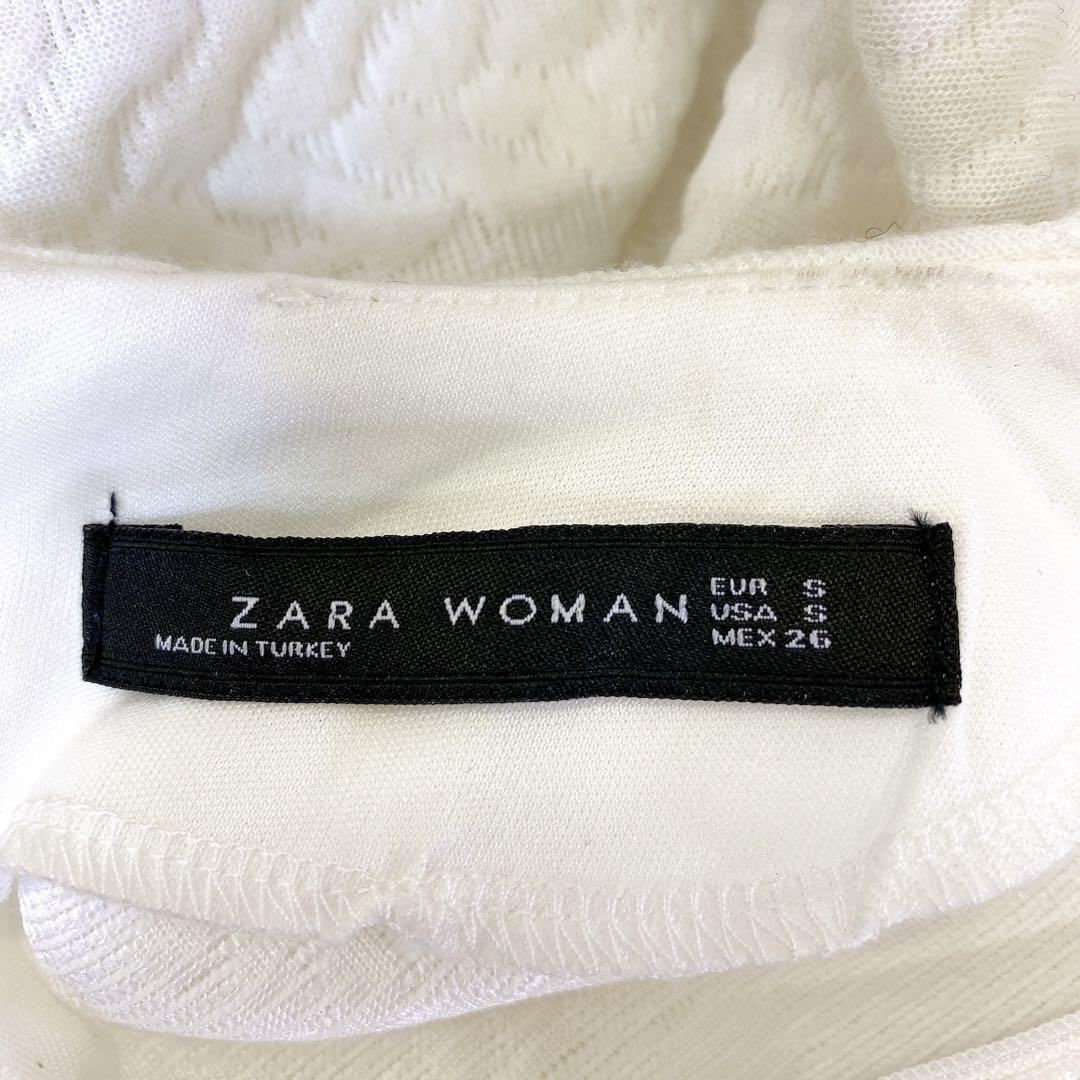 ZARA WOMAN
MADE IN TURKEY
EUR S
USA S
MEX 26